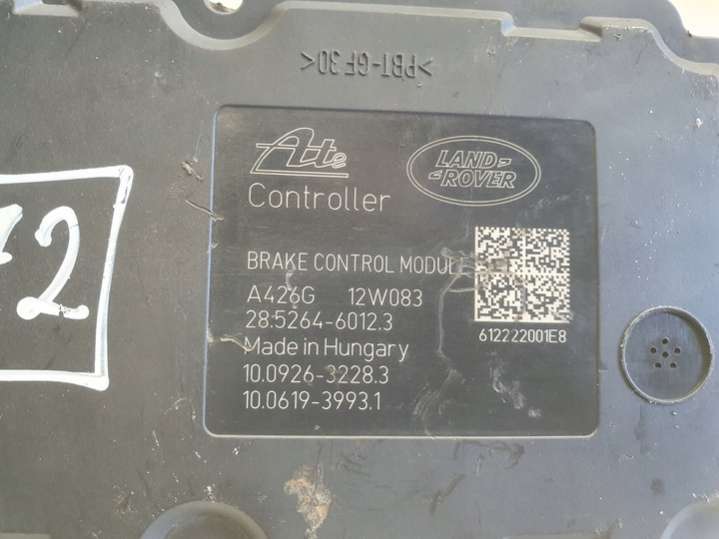 >PBT-GF30<
Ate
LAND
ROVER
Controller
BRAKE CONTROL MODULE
A426G 12W083
28.5264-6012.3
612222001E8
Made in Hungary
10.0926-3228.3
10.0619-3993.1
2